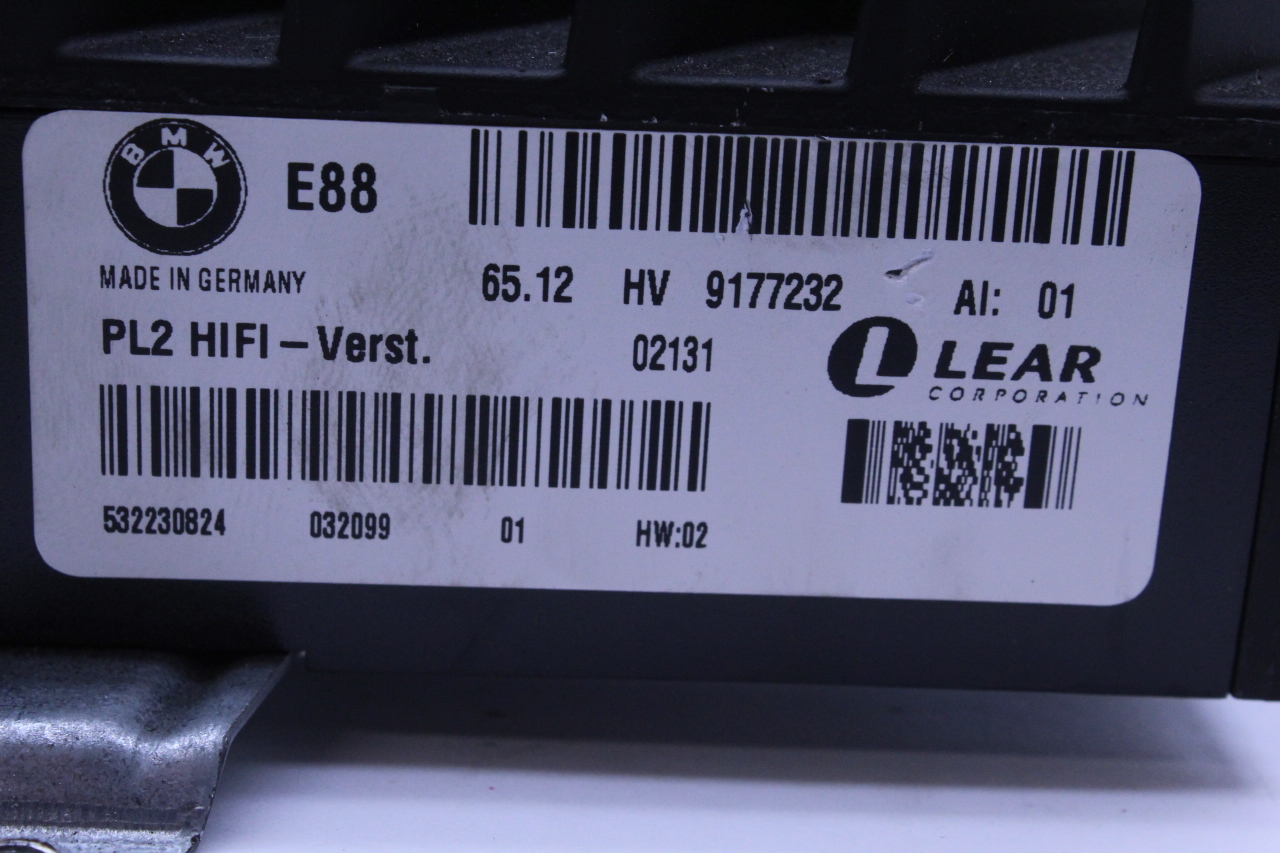 BMW E88
MADE IN GERMANY
65.12 HV 9177232 AI: 01
PL2 HIFI – Verst. 02131
LEAR
CORPORATION
532230824 032099 01 HW:02